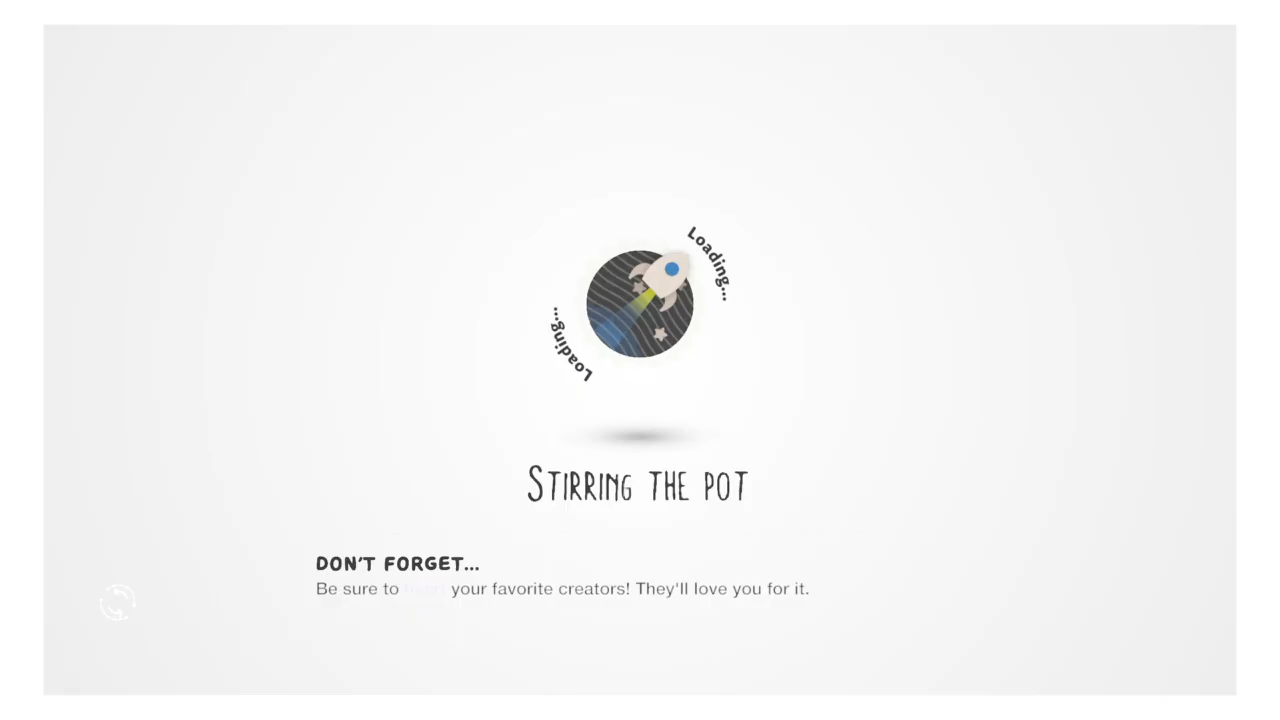 Loading...
Loading...
STIRRING THE POT
DON'T FORGET...
Be sure to your favorite creators! They'll love you for it.